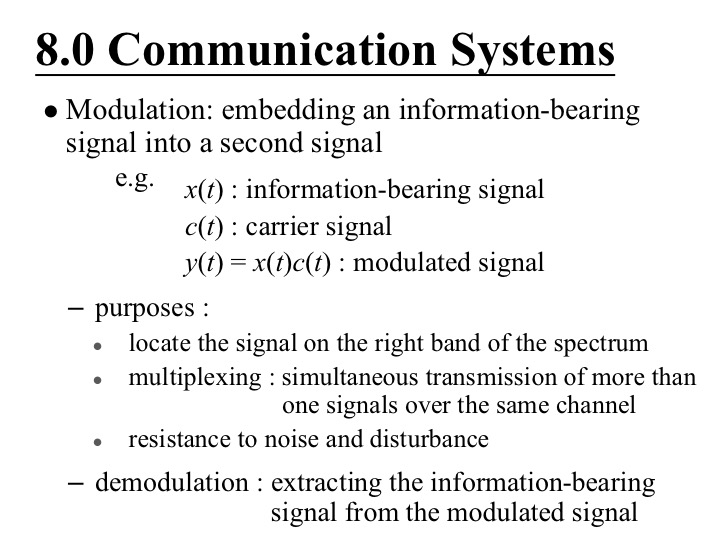 8.0 Communication Systems
● Modulation: embedding an information-bearing
signal into a second signal
e.g.
x(t) : information-bearing signal
c(t) : carrier signal
y(t) = x(t)c(t) : modulated signal
– purposes :
● locate the signal on the right band of the spectrum
● multiplexing : simultaneous transmission of more than
one signals over the same channel
● resistance to noise and disturbance
– demodulation : extracting the information-bearing
signal from the modulated signal